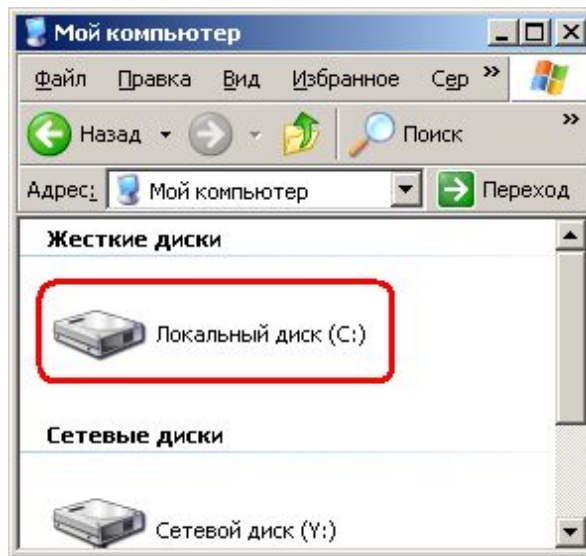 Мой компьютер
Файл Правка Вид Избранное Сер »
Назад Поиск »
Адрес: Мой компьютер Переход
Жесткие диски
Локальный диск (C:)
Сетевые диски
Сетевой диск (Y:)